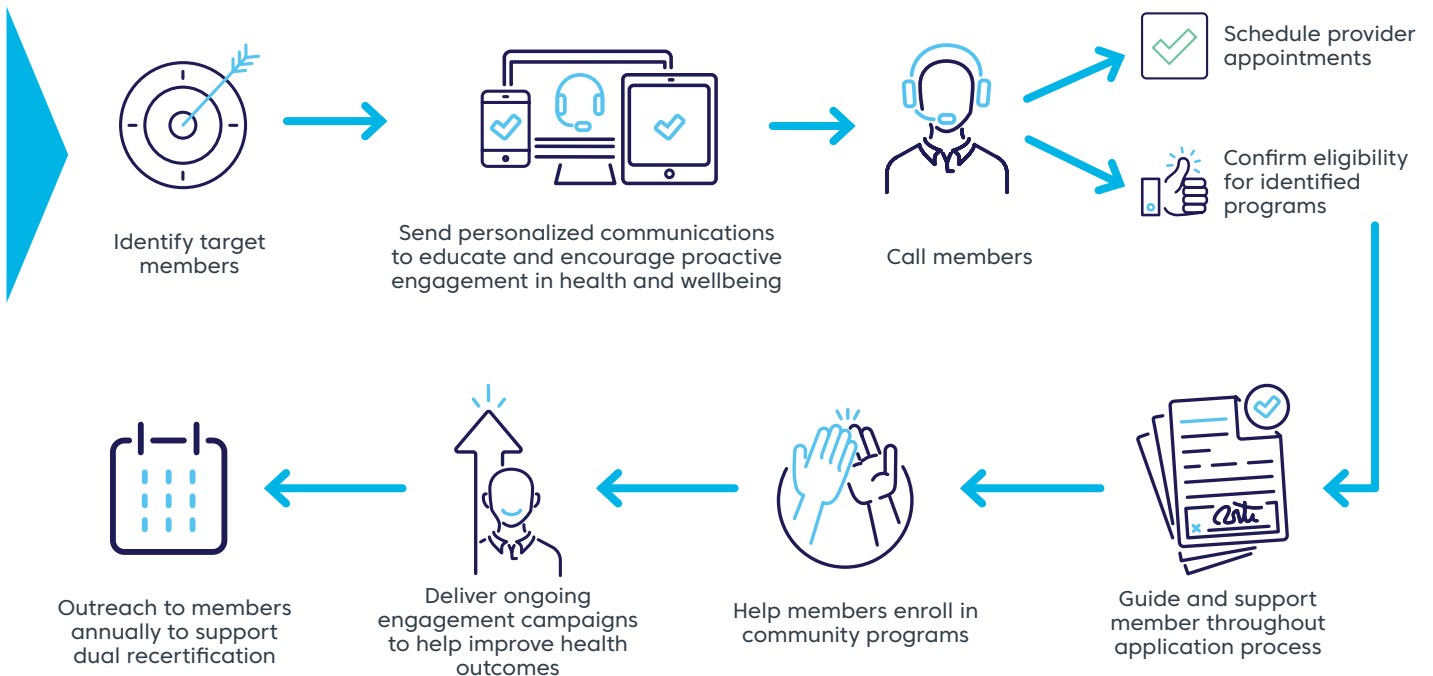 Identify target
members
Send personalized communications
to educate and encourage proactive
engagement in health and wellbeing
Call members
Schedule provider
appointments
Confirm eligibility
for identified
programs
Guide and support
member throughout
application process
Help members enroll in
community programs
Deliver ongoing
engagement campaigns
to help improve health
outcomes
Outreach to members
annually to support
dual recertification